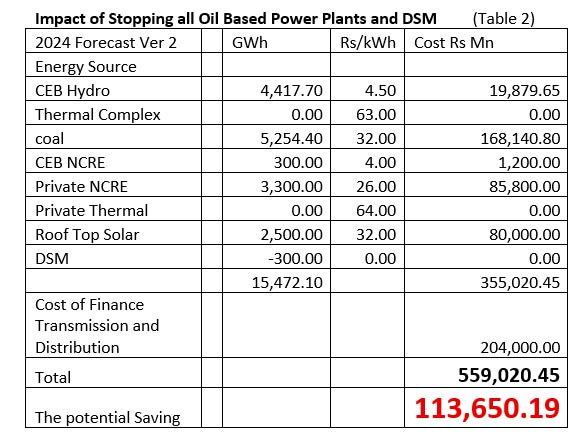 Impact of Stopping all Oil Based Power Plants and DSM (Table 2)
2024 Forecast Ver 2 GWh Rs/kWh Cost Rs Mn
Energy Source
CEB Hydro 4,417.70 4.50 19,879.65
Thermal Complex 0.00 63.00 0.00
coal 5,254.40 32.00 168,140.80
CEB NCRE 300.00 4.00 1,200.00
Private NCRE 3,300.00 26.00 85,800.00
Private Thermal 0.00 64.00 0.00
Roof Top Solar 2,500.00 32.00 80,000.00
DSM -300.00 0.00 0.00
15,472.10 355,020.45
Cost of Finance
Transmission and
Distribution 204,000.00
Total 559,020.45
The potential Saving 113,650.19